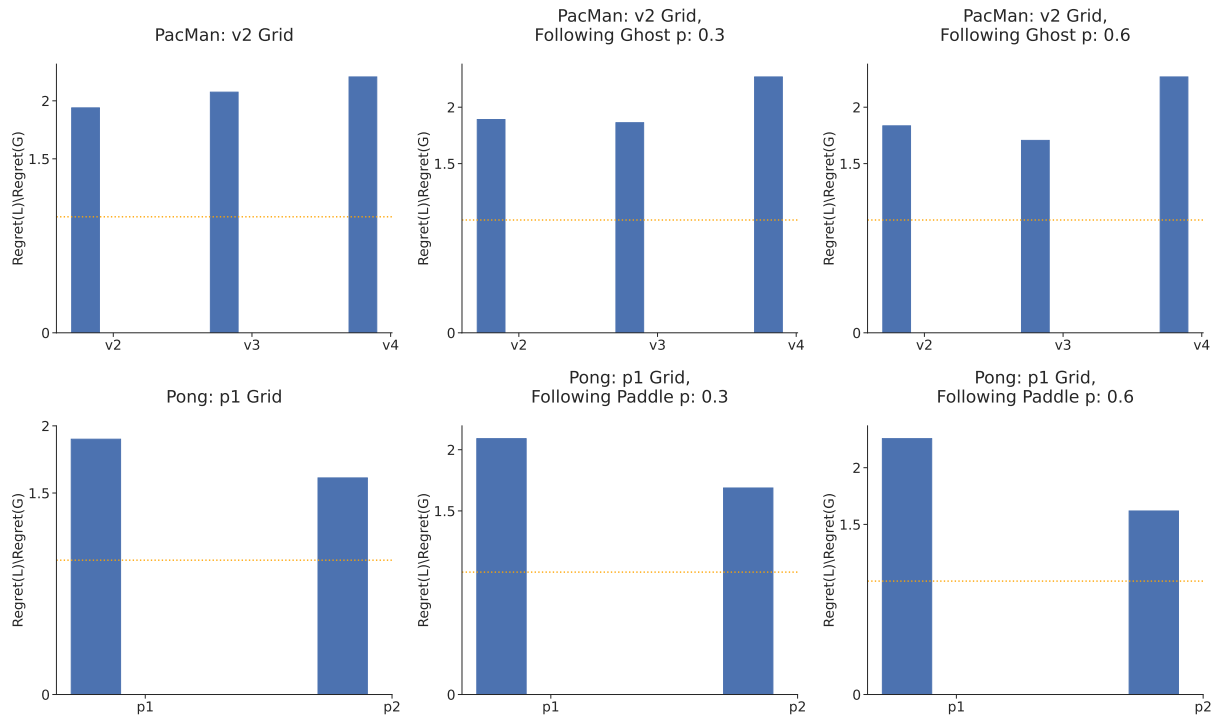 PacMan: v2 Grid
Regret(L)\\Regret(G)
2
1.5
0
v2 v3 v4
PacMan: v2 Grid,
Following Ghost p: 0.3
Regret(L)\\Regret(G)
2
1.5
0
v2 v3 v4
PacMan: v2 Grid,
Following Ghost p: 0.6
Regret(L)\\Regret(G)
2
1.5
0
v2 v3 v4
Pong: p1 Grid
Regret(L)\\Regret(G)
2
1.5
0
p1 p2
Pong: p1 Grid,
Following Paddle p: 0.3
Regret(L)\\Regret(G)
2
1.5
0
p1 p2
Pong: p1 Grid,
Following Paddle p: 0.6
Regret(L)\\Regret(G)
2
1.5
0
p1 p2